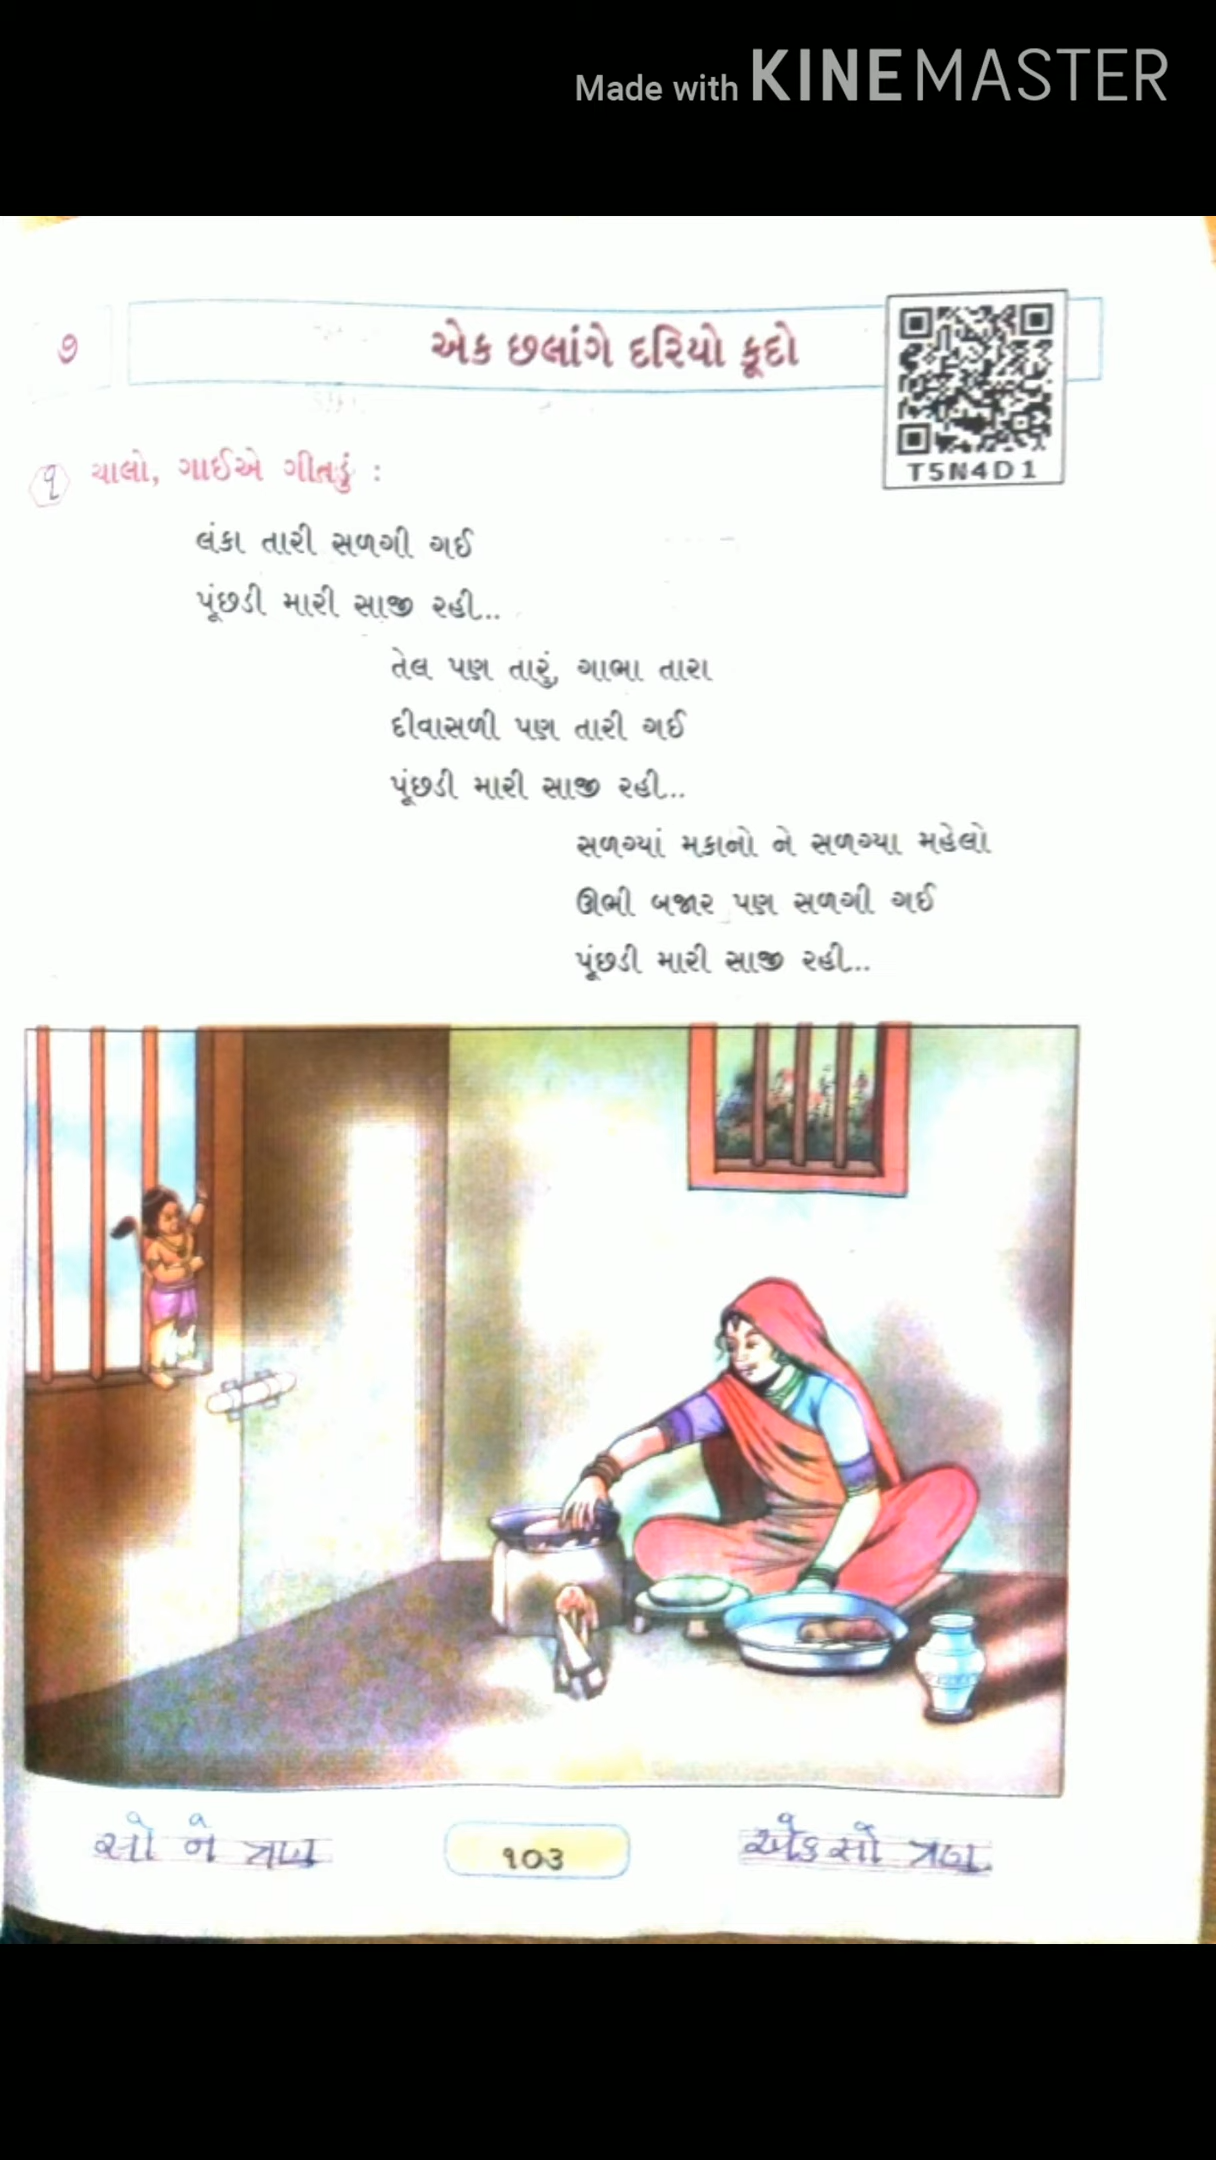 Made with KINEMASTER
૭
એક છલાંગે દરિયો કૂદો
T5N4D1
૧ ચાલો, ગાઈએ ગીતડું :
લંકા તારી સળગી ગઈ
પૂંછડી મારી સાજી રહી...
તેલ પણ તારું, ગાભા તારા
દીવાસળી પણ તારી ગઈ
પૂંછડી મારી સાજી રહી...
સળગ્યાં મકાનો ને સળગ્યા મહેલો
ઊભી બજાર પણ સળગી ગઈ
પૂંછડી મારી સાજી રહી...
સો ને ત્રણ ૧૦૩ એકસો ત્રણ